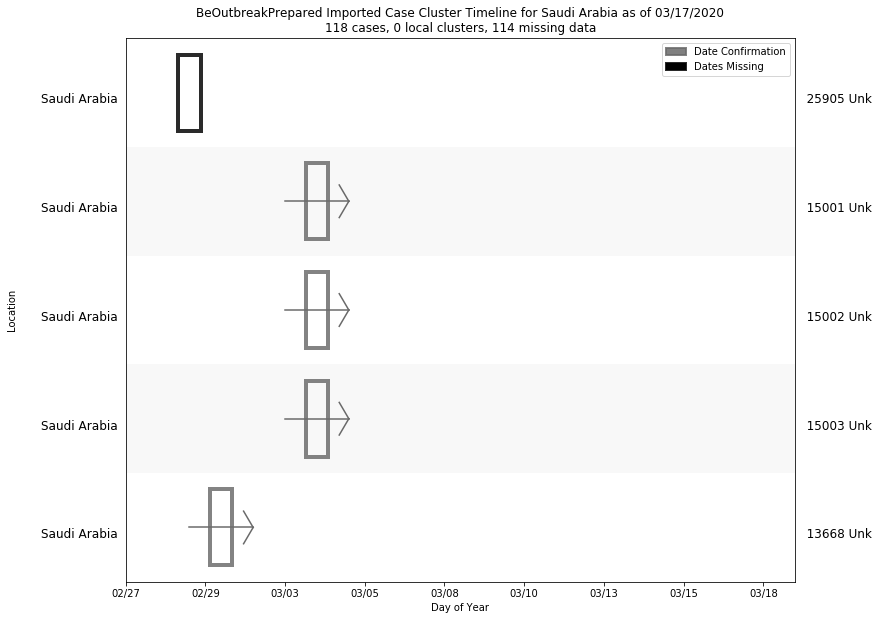 BeOutbreakPrepared Imported Case Cluster Timeline for Saudi Arabia as of 03/17/2020
118 cases, 0 local clusters, 114 missing data
Date Confirmation
Dates Missing
Saudi Arabia
25905 Unk
Saudi Arabia
15001 Unk
Saudi Arabia
15002 Unk
Saudi Arabia
15003 Unk
Saudi Arabia
13668 Unk
Location
02/27
02/29
03/03
03/05
03/08
03/10
03/13
03/15
03/18
Day of Year